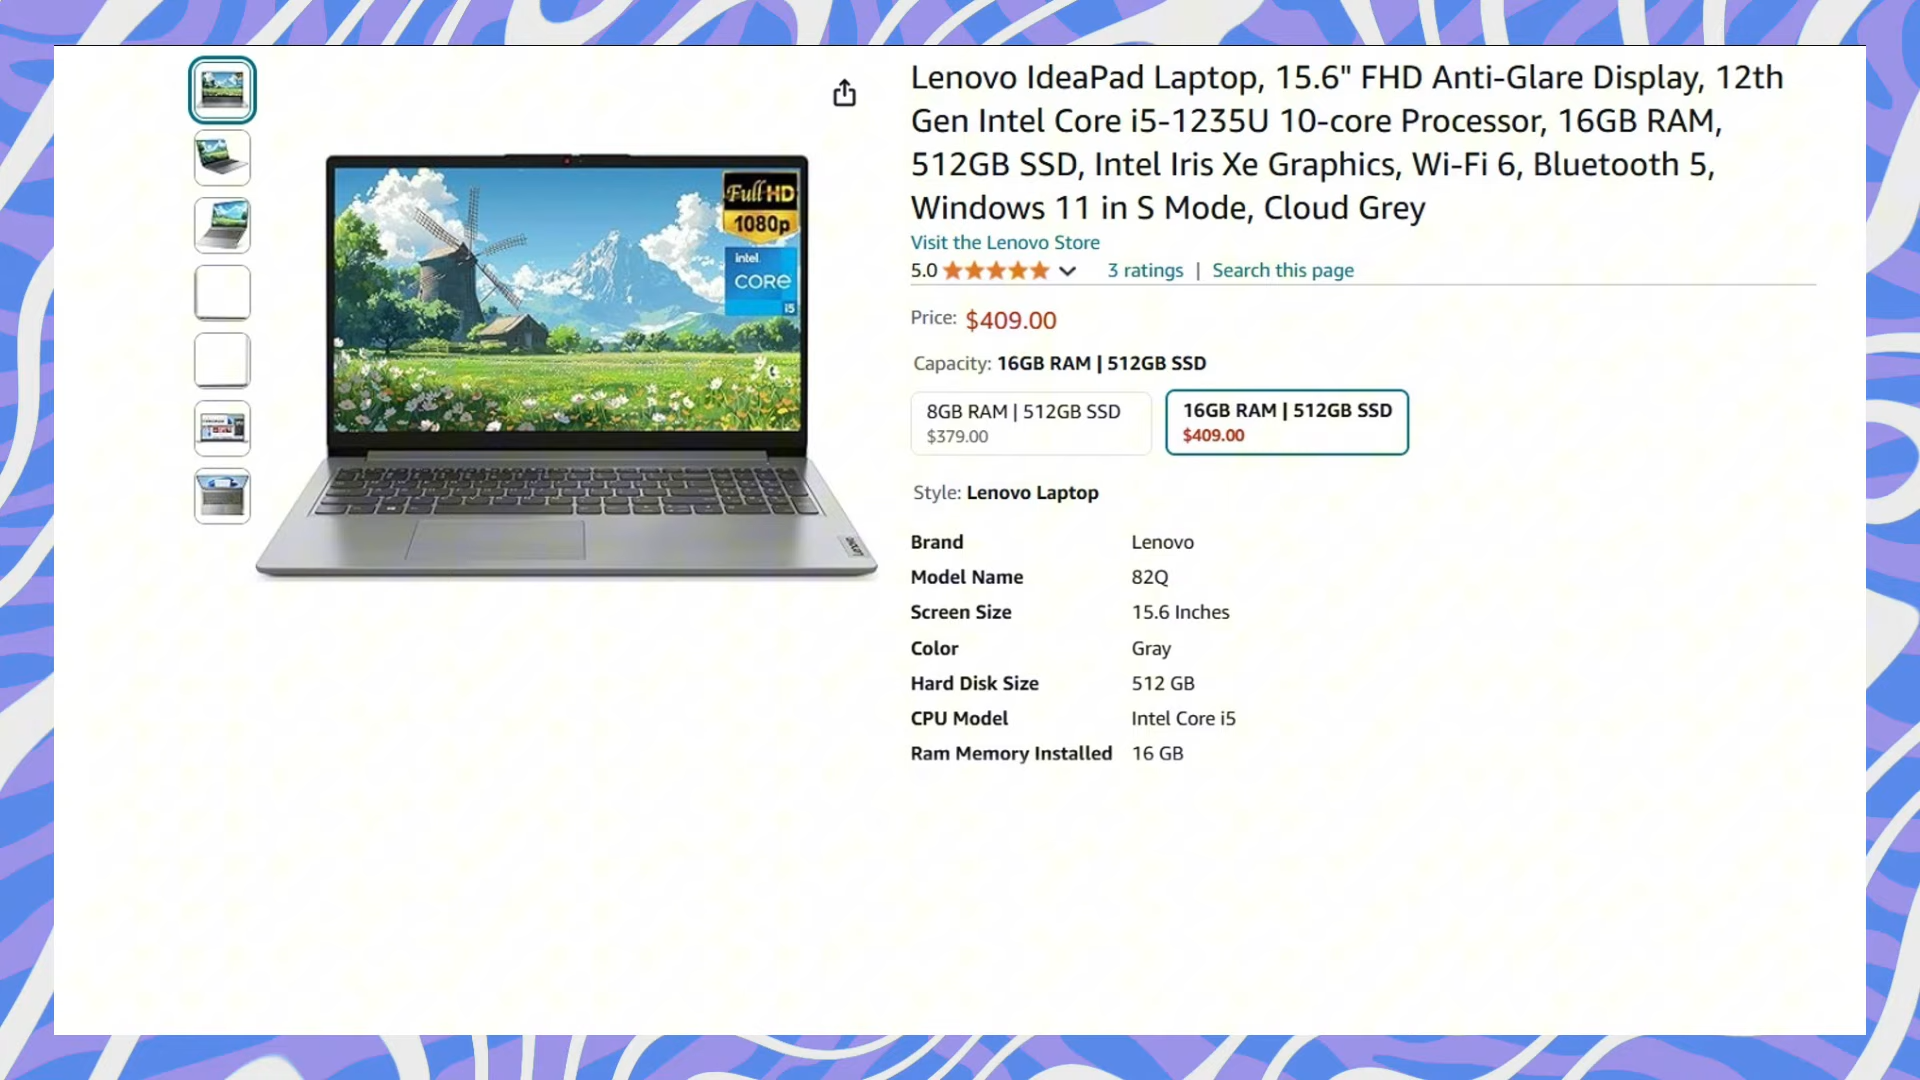 Lenovo IdeaPad Laptop, 15.6" FHD Anti-Glare Display, 12th
Gen Intel Core i5-1235U 10-core Processor, 16GB RAM,
512GB SSD, Intel Iris Xe Graphics, Wi-Fi 6, Bluetooth 5,
Windows 11 in S Mode, Cloud Grey
Visit the Lenovo Store
5.0 3 ratings | Search this page
Price: $409.00
Capacity: 16GB RAM | 512GB SSD
8GB RAM | 512GB SSD
$379.00
16GB RAM | 512GB SSD
$409.00
Style: Lenovo Laptop
Brand Lenovo
Model Name 82Q
Screen Size 15.6 Inches
Color Gray
Hard Disk Size 512 GB
CPU Model Intel Core i5
Ram Memory Installed 16 GB
Full HD
1080p
intel
CORE
i5
Lenovo